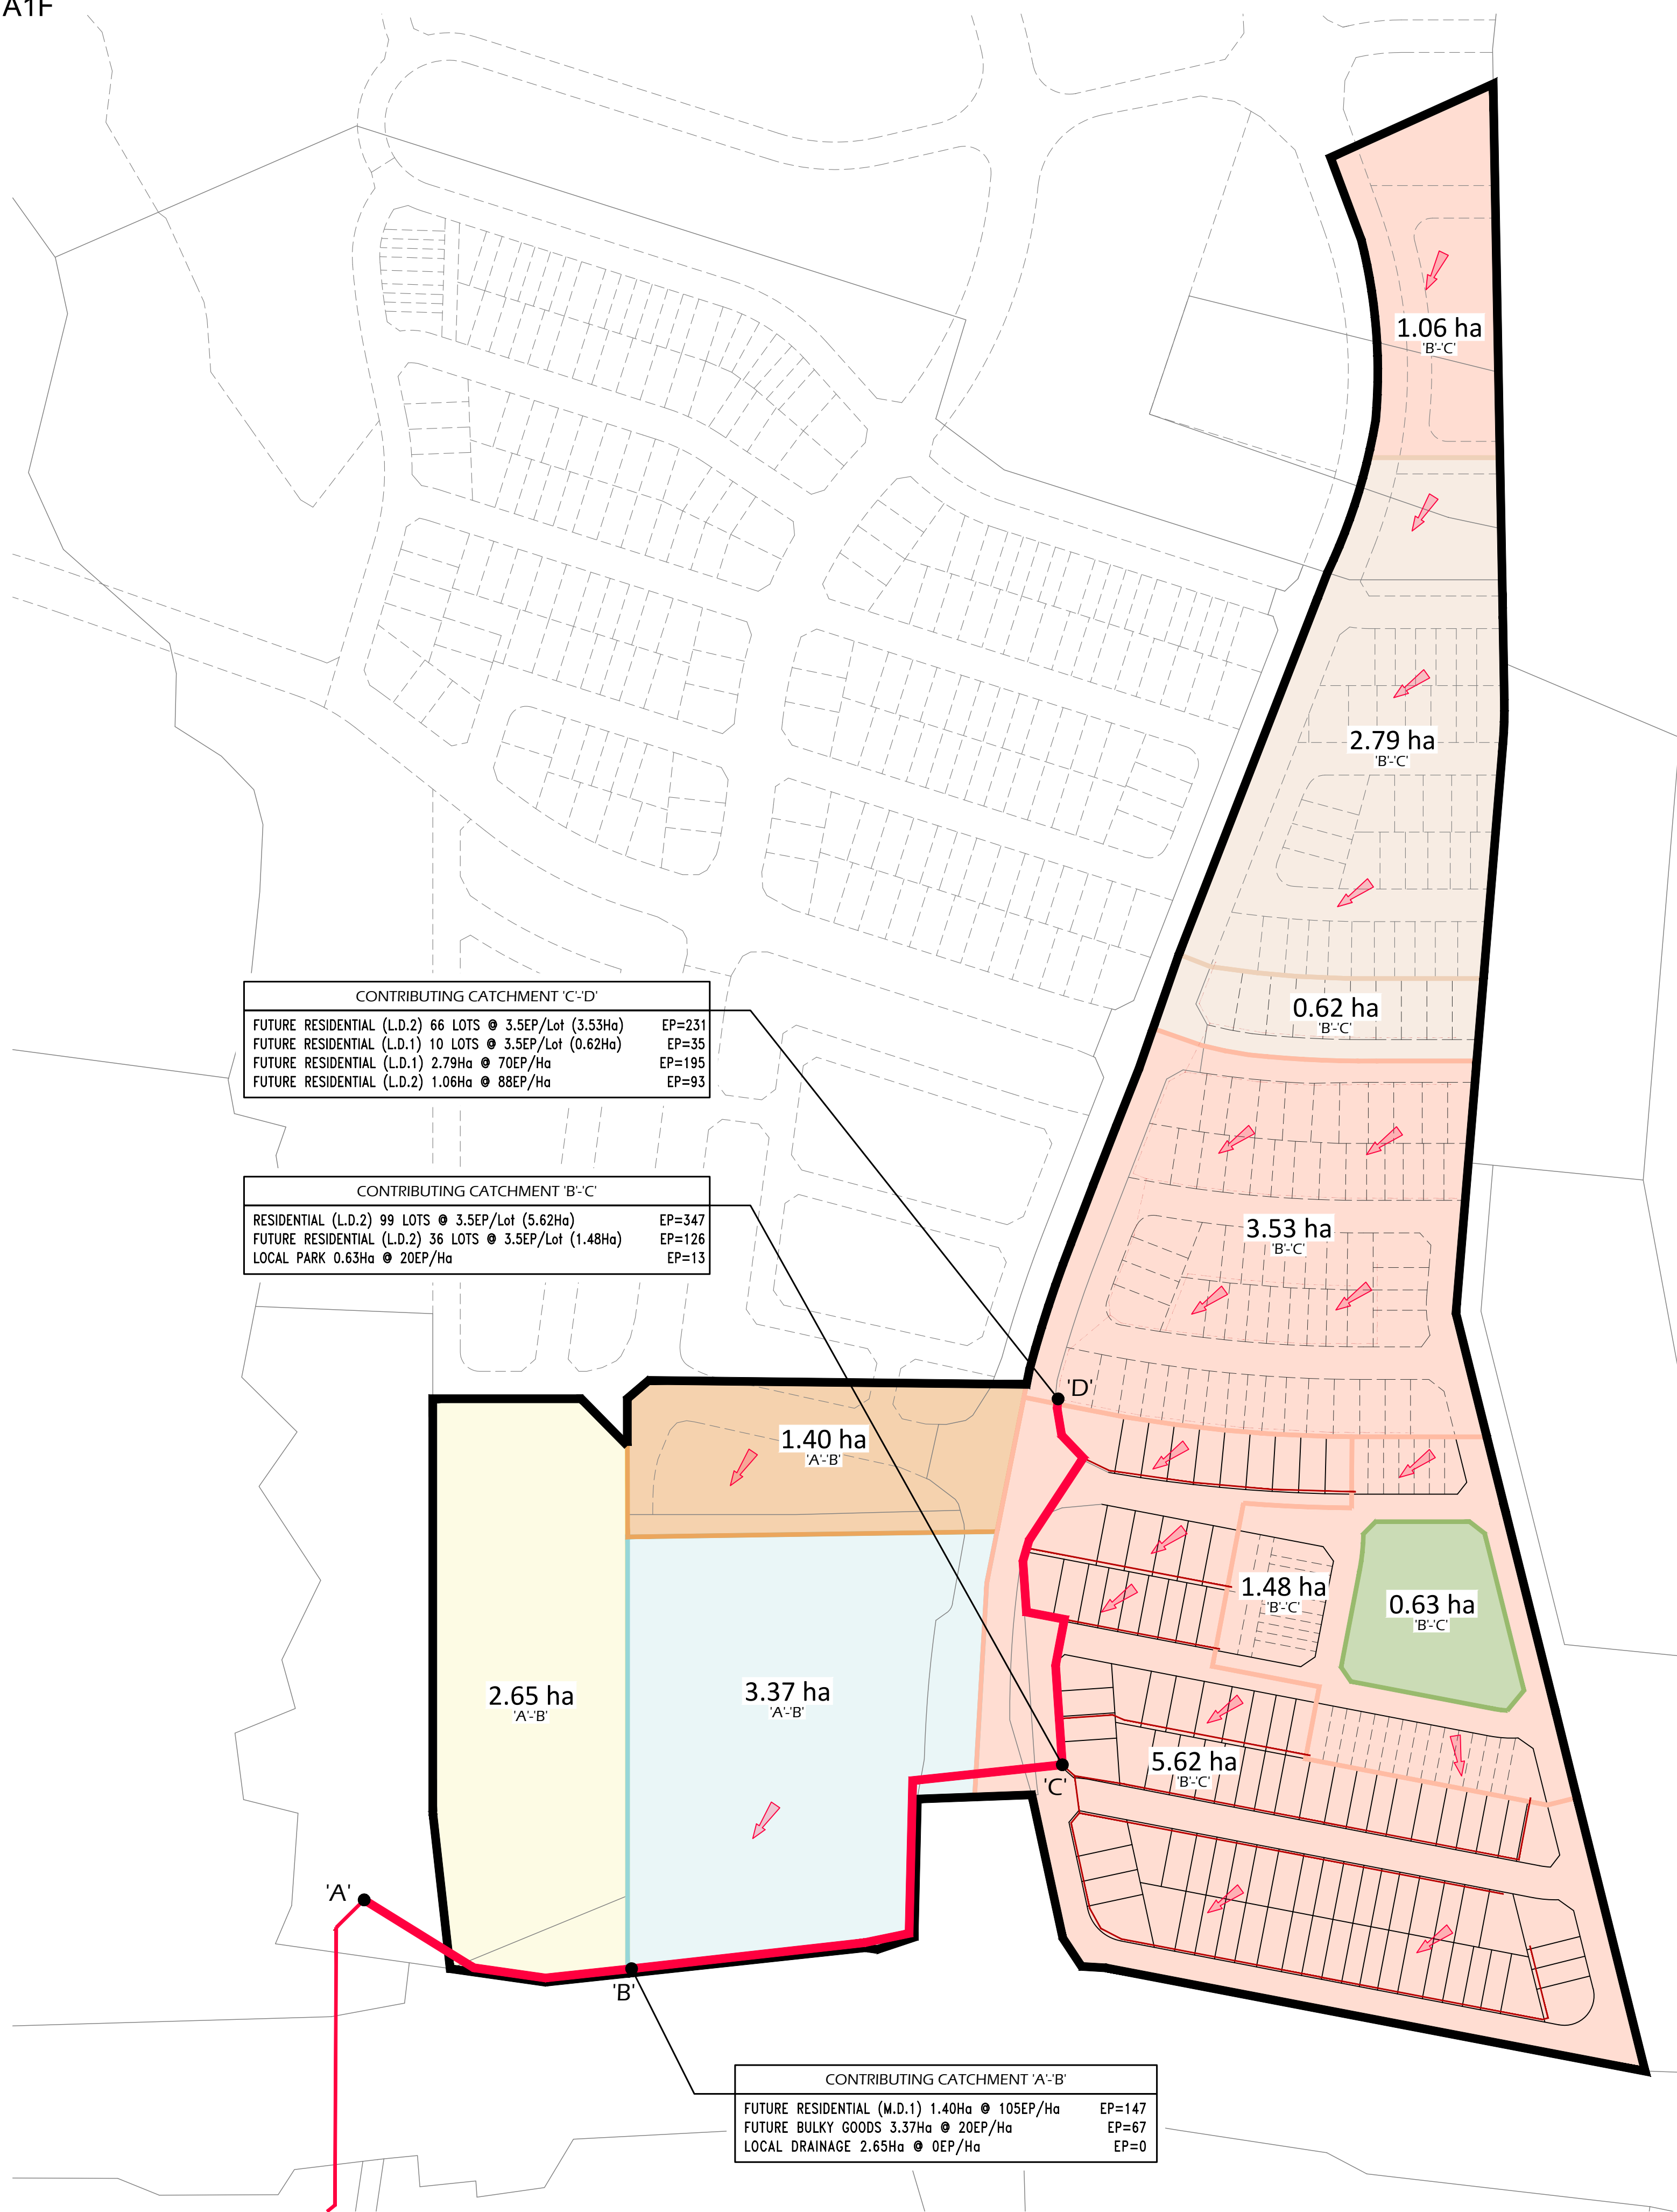 A1F
1.06 ha
'B'-'C'
2.79 ha
'B'-'C'
0.62 ha
'B'-'C'
CONTRIBUTING CATCHMENT 'C'-'D'
FUTURE RESIDENTIAL (L.D.2) 66 LOTS @ 3.5EP/Lot (3.53Ha) EP=231
FUTURE RESIDENTIAL (L.D.1) 10 LOTS @ 3.5EP/Lot (0.62Ha) EP=35
FUTURE RESIDENTIAL (L.D.1) 2.79Ha @ 70EP/Ha EP=195
FUTURE RESIDENTIAL (L.D.2) 1.06Ha @ 88EP/Ha EP=93
CONTRIBUTING CATCHMENT 'B'-'C'
RESIDENTIAL (L.D.2) 99 LOTS @ 3.5EP/Lot (5.62Ha) EP=347
FUTURE RESIDENTIAL (L.D.2) 36 LOTS @ 3.5EP/Lot (1.48Ha) EP=126
LOCAL PARK 0.63Ha @ 20EP/Ha EP=13
3.53 ha
'B'-'C'
'D'
1.40 ha
'A'-'B'
1.48 ha
'B'-'C'
0.63 ha
'B'-'C'
2.65 ha
'A'-'B'
3.37 ha
'A'-'B'
5.62 ha
'B'-'C'
'C'
'A'
'B'
CONTRIBUTING CATCHMENT 'A'-'B'
FUTURE RESIDENTIAL (M.D.1) 1.40Ha @ 105EP/Ha EP=147
FUTURE BULKY GOODS 3.37Ha @ 20EP/Ha EP=67
LOCAL DRAINAGE 2.65Ha @ 0EP/Ha EP=0